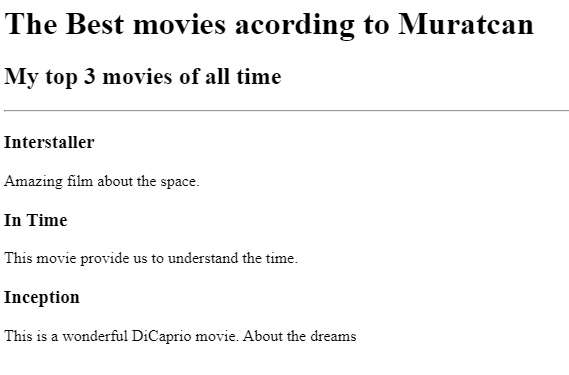 The Best movies acording to Muratcan
My top 3 movies of all time
Interstaller
Amazing film about the space.
In Time
This movie provide us to understand the time.
Inception
This is a wonderful DiCaprio movie. About the dreams